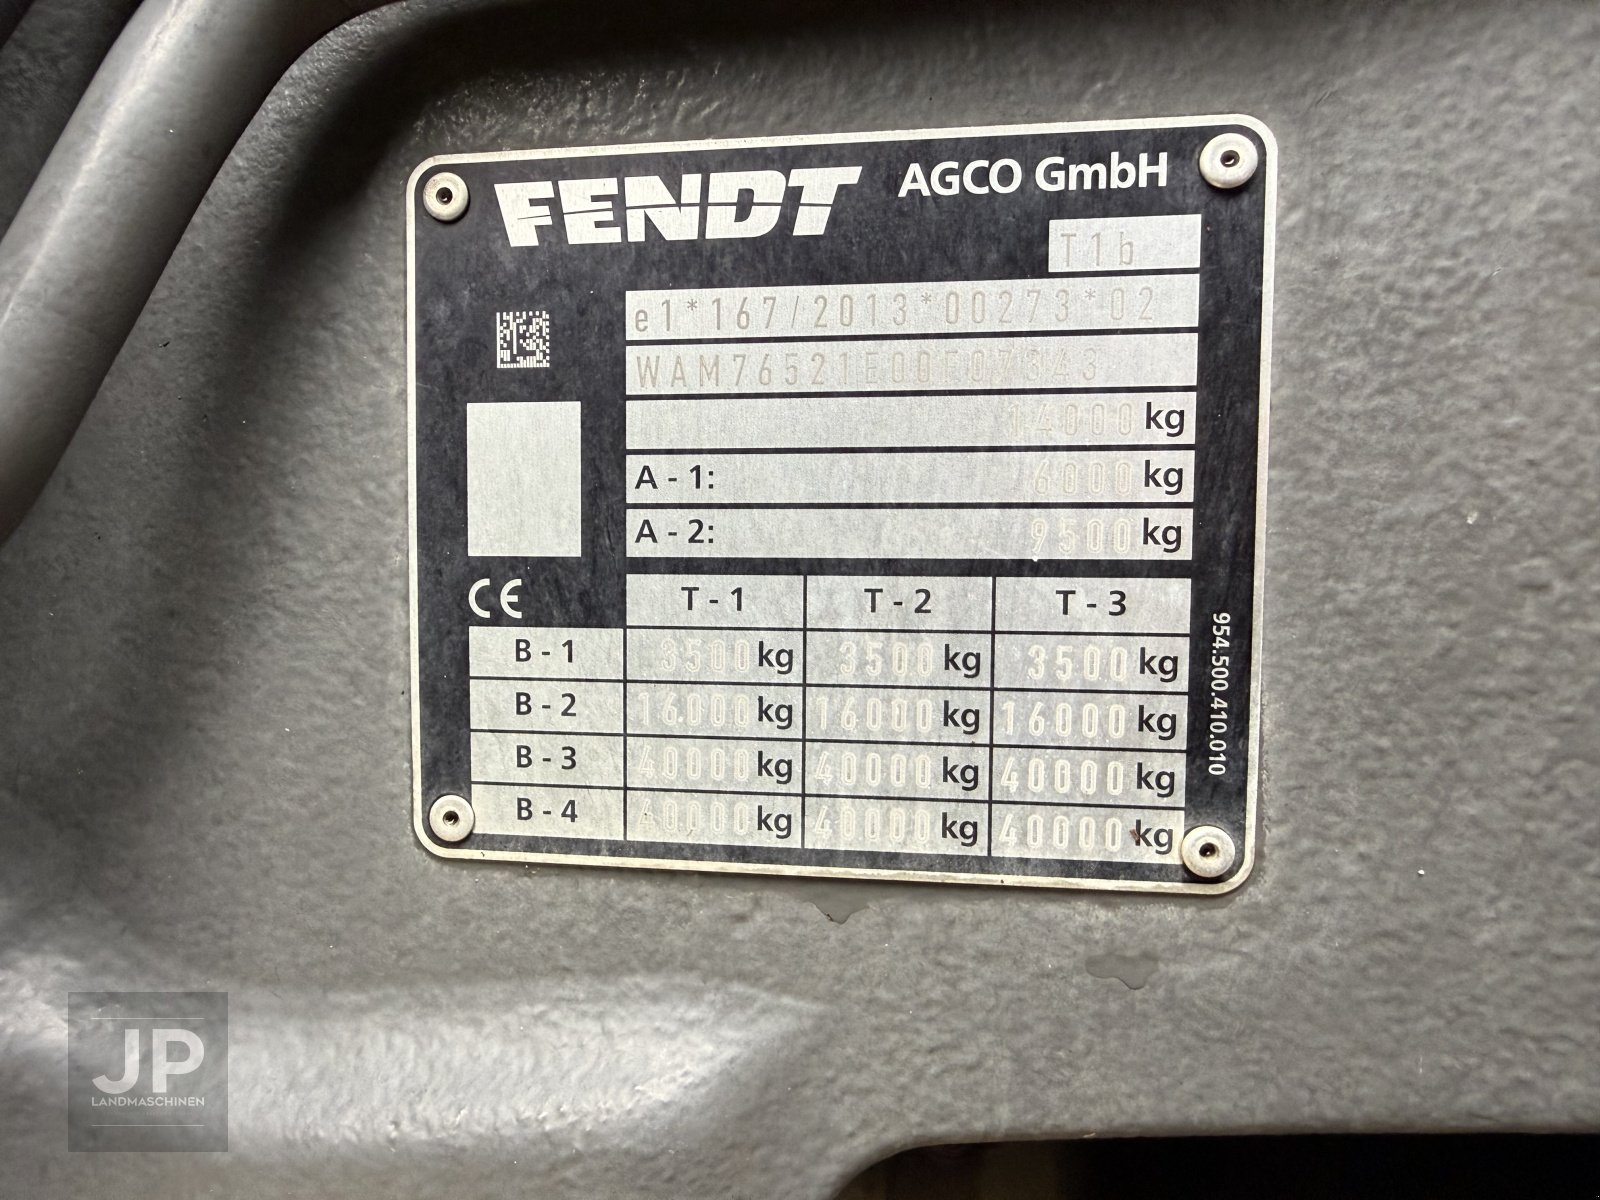 FENDT AGCO GmbH
T1b
e1*167/2013*00273*02
WAM76521E00L07343
14000 kg
A - 1: 6000 kg
A - 2: 9500 kg
CE T - 1 T - 2 T - 3
B - 1 3500 kg 3500 kg 3500 kg
B - 2 16000 kg 16000 kg 16000 kg
B - 3 40000 kg 40000 kg 40000 kg
B - 4 40000 kg 40000 kg 40000 kg
954.500.410.010
JP
LANDMASCHINEN